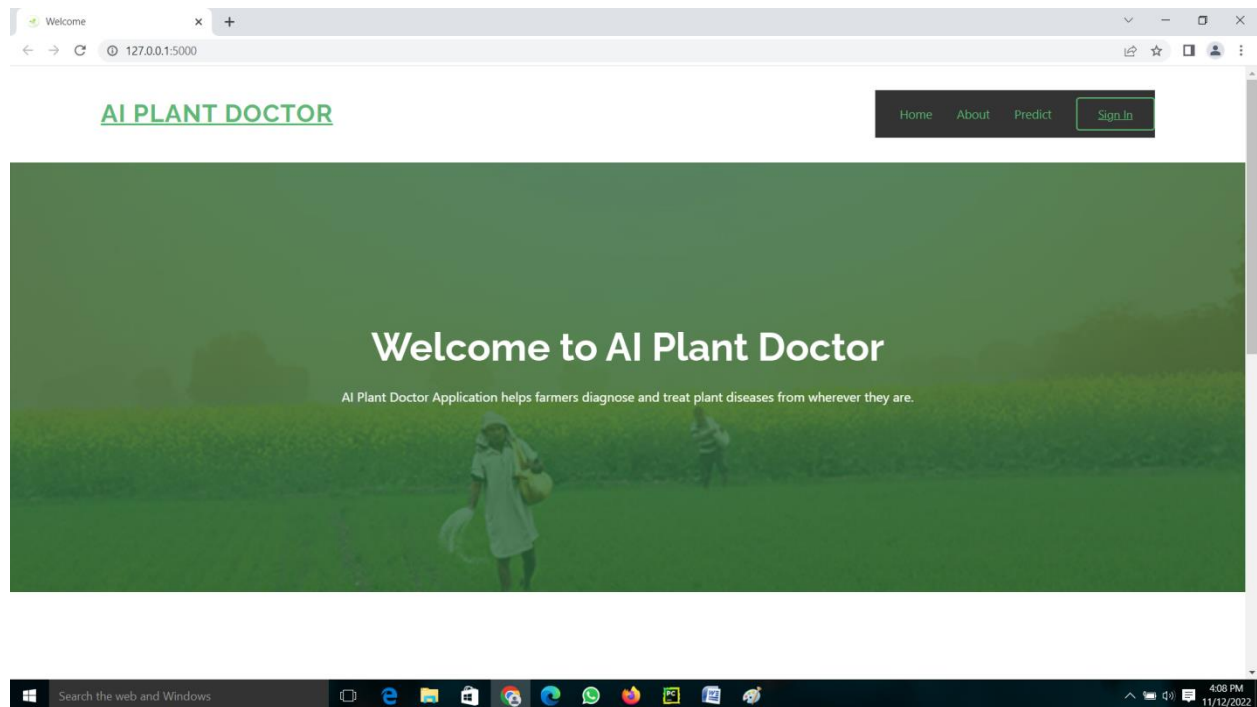 Welcome
127.0.0.1:5000
AI PLANT DOCTOR
Home About Predict Sign In
Welcome to AI Plant Doctor
AI Plant Doctor Application helps farmers diagnose and treat plant diseases from wherever they are.
Search the web and Windows
PC
4:08 PM
11/12/2022